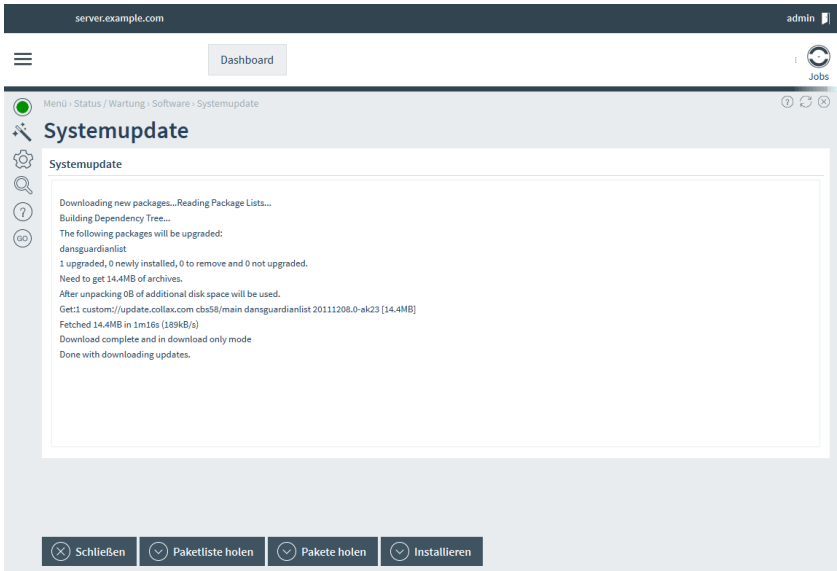 server.example.com
admin
Dashboard
Jobs
Menü › Status / Wartung › Software › Systemupdate
?
Systemupdate
Systemupdate
?
GO
Downloading new packages...Reading Package Lists...
Building Dependency Tree...
The following packages will be upgraded:
dansguardianlist
1 upgraded, 0 newly installed, 0 to remove and 0 not upgraded.
Need to get 14.4MB of archives.
After unpacking 0B of additional disk space will be used.
Get:1 custom://update.collax.com cbs58/main dansguardianlist 20111208.0-ak23 [14.4MB]
Fetched 14.4MB in 1m16s (189kB/s)
Download complete and in download only mode
Done with downloading updates.
Schließen
Paketliste holen
Pakete holen
Installieren